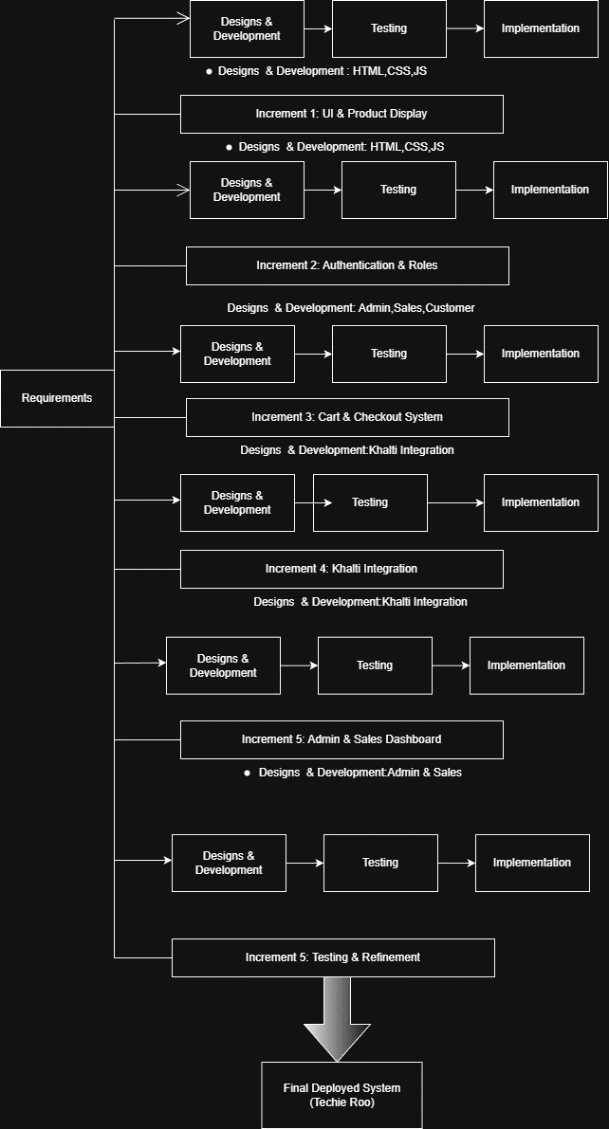 Designs &
Development
Testing
Implementation
Designs & Development : HTML,CSS,JS
Increment 1: UI & Product Display
Designs & Development: HTML,CSS,JS
Designs &
Development
Testing
Implementation
Increment 2: Authentication & Roles
Designs & Development: Admin,Sales,Customer
Designs &
Development
Testing
Implementation
Requirements
Increment 3: Cart & Checkout System
Designs & Development:Khalti Integration
Designs &
Development
Testing
Implementation
Increment 4: Khalti Integration
Designs & Development:Khalti Integration
Designs &
Development
Testing
Implementation
Increment 5: Admin & Sales Dashboard
Designs & Development:Admin & Sales
Designs &
Development
Testing
Implementation
Increment 5: Testing & Refinement
Final Deployed System
(Techie Roo)